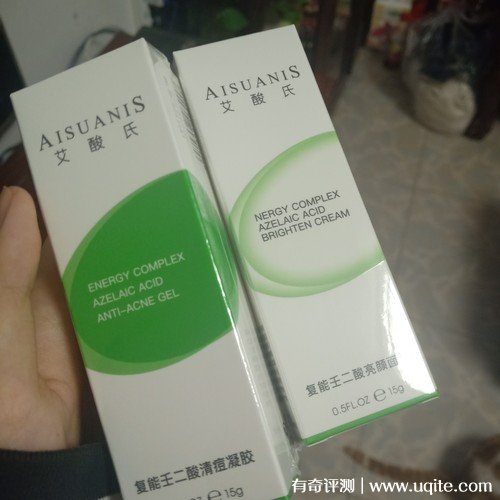 AISUANIS
艾酸氏
ENERGY COMPLEX
AZELAIC ACID
ANTI-ACNE GEL
复能壬二酸清痘凝胶
15g
AISUANIS
艾酸氏
NERGY COMPLEX
AZELAIC ACID
BRIGHTEN CREAM
复能壬二酸亮颜面
0.5FL.OZ ℮ 15g
有奇评测 | www.uqite.com